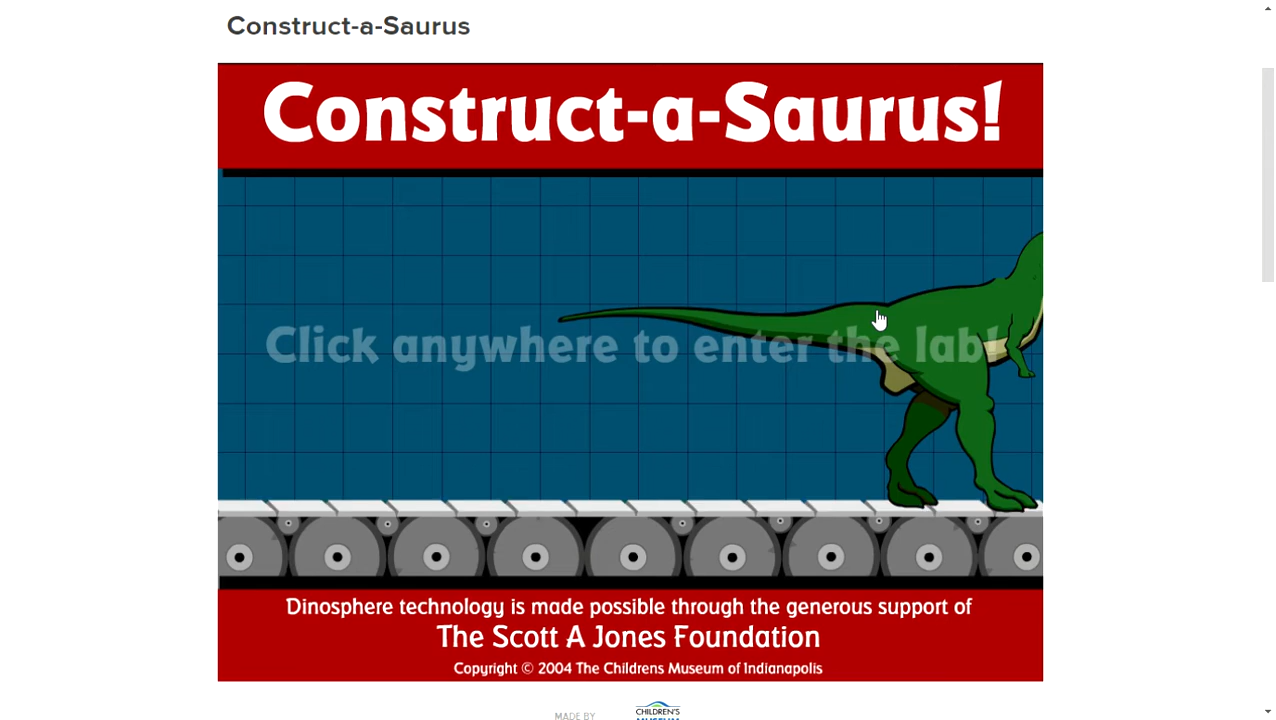 Construct-a-Saurus
Construct-a-Saurus!
Click anywhere to enter the lab!
Dinosphere technology is made possible through the generous support of
The Scott A Jones Foundation
Copyright © 2004 The Childrens Museum of Indianapolis
MADE BY
CHILDREN'S
MUSEUM